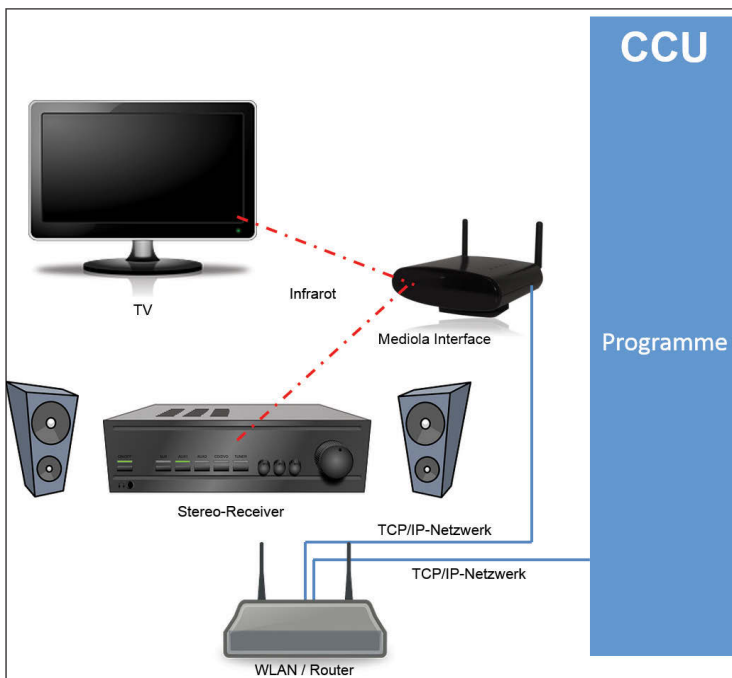 CCU
Infrarot
TV
Mediola Interface
Programme
Stereo-Receiver
TCP/IP-Netzwerk
TCP/IP-Netzwerk
WLAN / Router